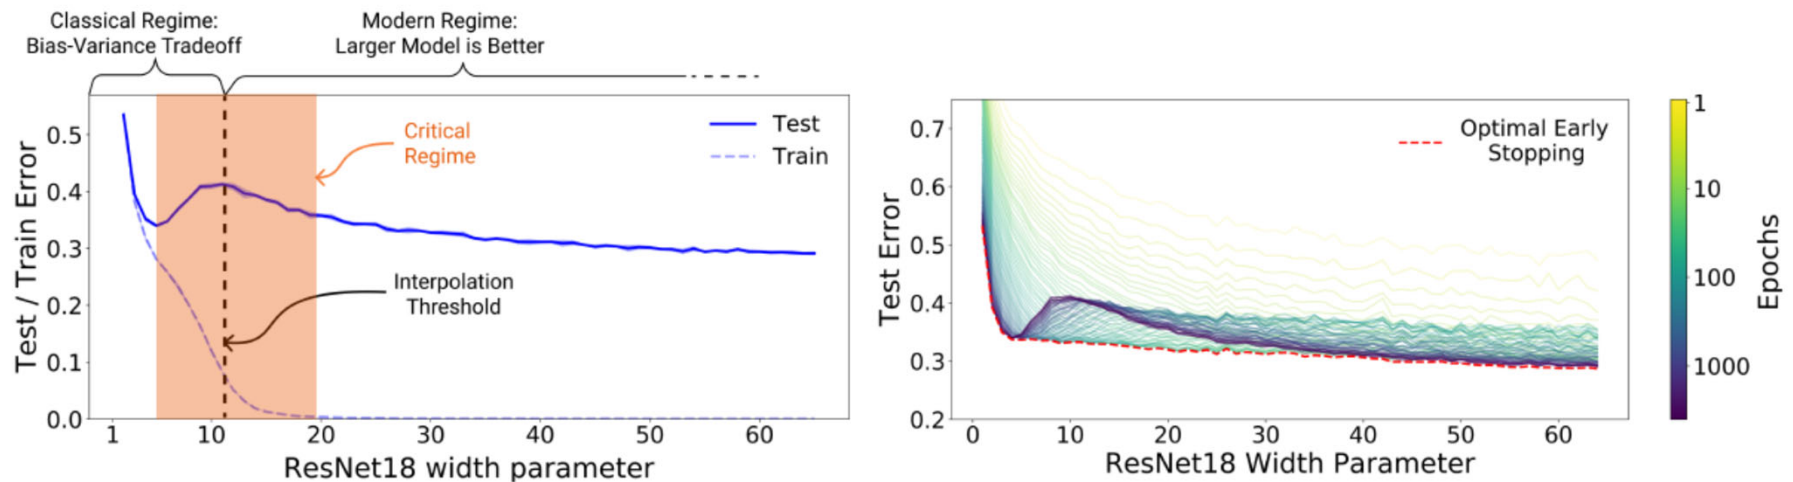 Classical Regime:
Bias-Variance Tradeoff
Modern Regime:
Larger Model is Better
Test / Train Error
0.5
0.4
0.3
0.2
0.1
0.0
1
10
20
30
40
50
60
ResNet18 width parameter
Test
Train
Critical
Regime
Interpolation
Threshold
Test Error
0.7
0.6
0.5
0.4
0.3
0.2
0
10
20
30
40
50
60
ResNet18 Width Parameter
Optimal Early
Stopping
1
10
100
1000
Epochs